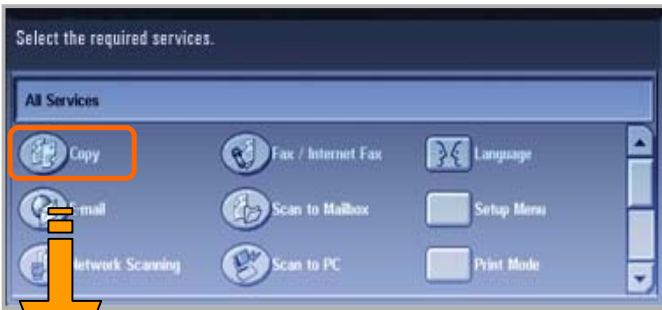 Select the required services.
All Services
Copy
Fax / Internet Fax
Language
E-mail
Scan to Mailbox
Setup Menu
Network Scanning
Scan to PC
Print Mode